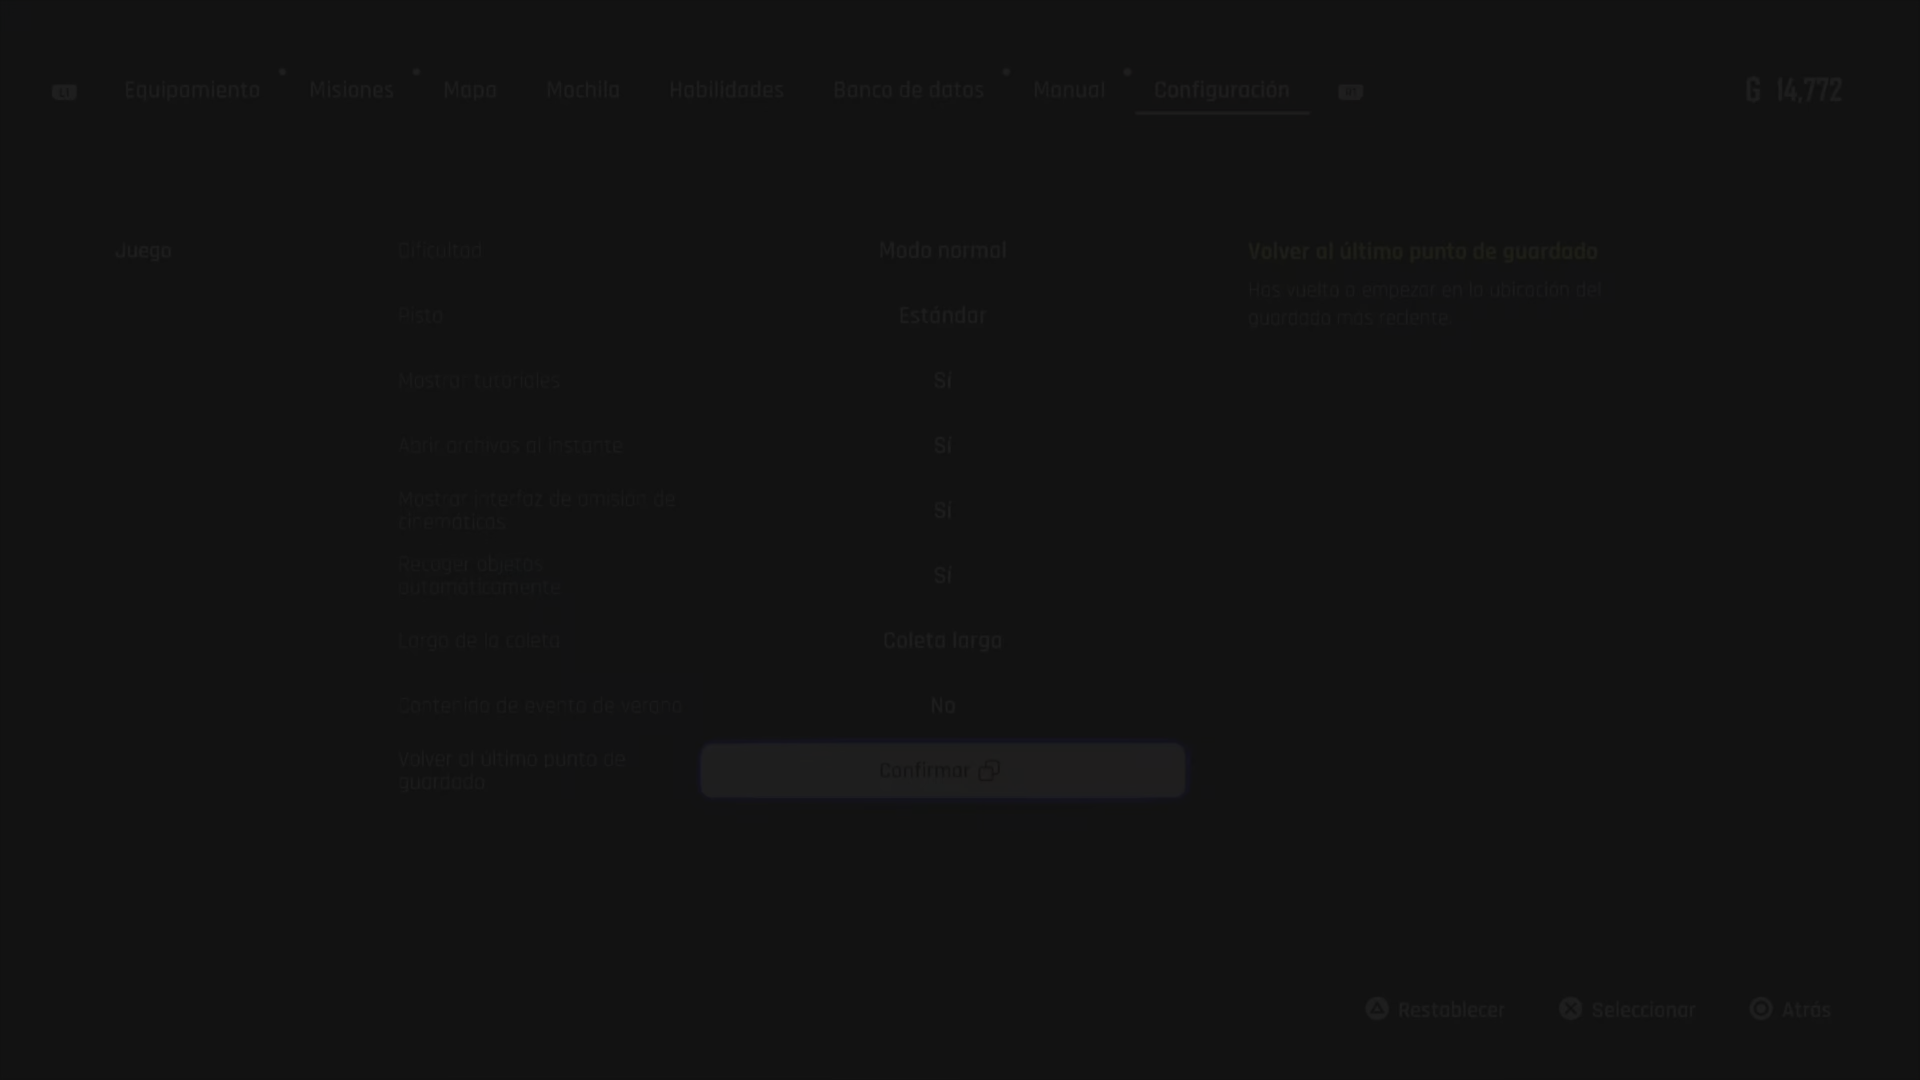 L1 Equipamiento Misiones Mapa Mochila Habilidades Banco de datos Manual Configuración R1 G 14,772
Juego
Dificultad Modo normal
Pista Estándar
Mostrar tutoriales Sí
Abrir archivos al instante Sí
Mostrar interfaz de omisión de
cinemáticas Sí
Recoger objetos
automáticamente Sí
Largo de la coleta Coleta larga
Contenido de evento de verano No
Volver al último punto de
guardado Confirmar
Volver al último punto de guardado
Has vuelto a empezar en la ubicación del
guardado más reciente.
Restablecer Seleccionar Atrás